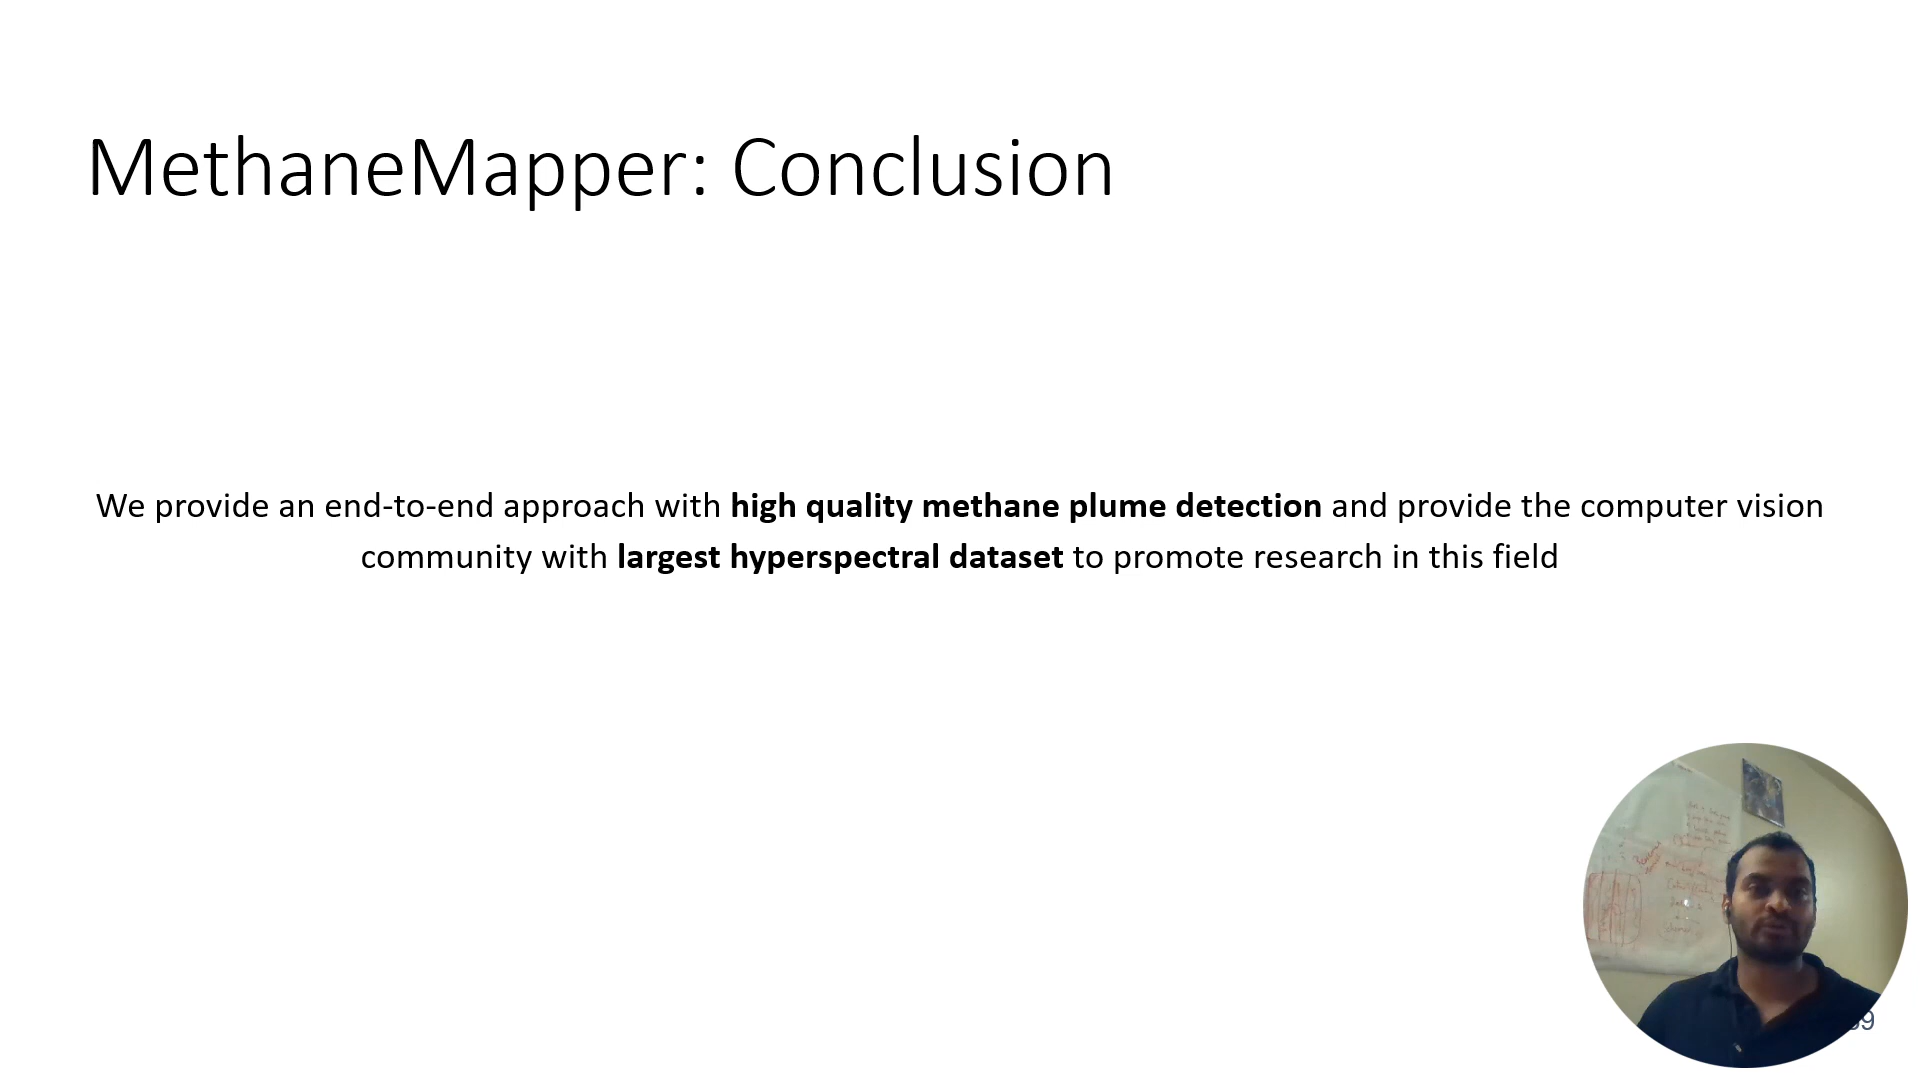 MethaneMapper: Conclusion
We provide an end-to-end approach with high quality methane plume detection and provide the computer vision
community with largest hyperspectral dataset to promote research in this field